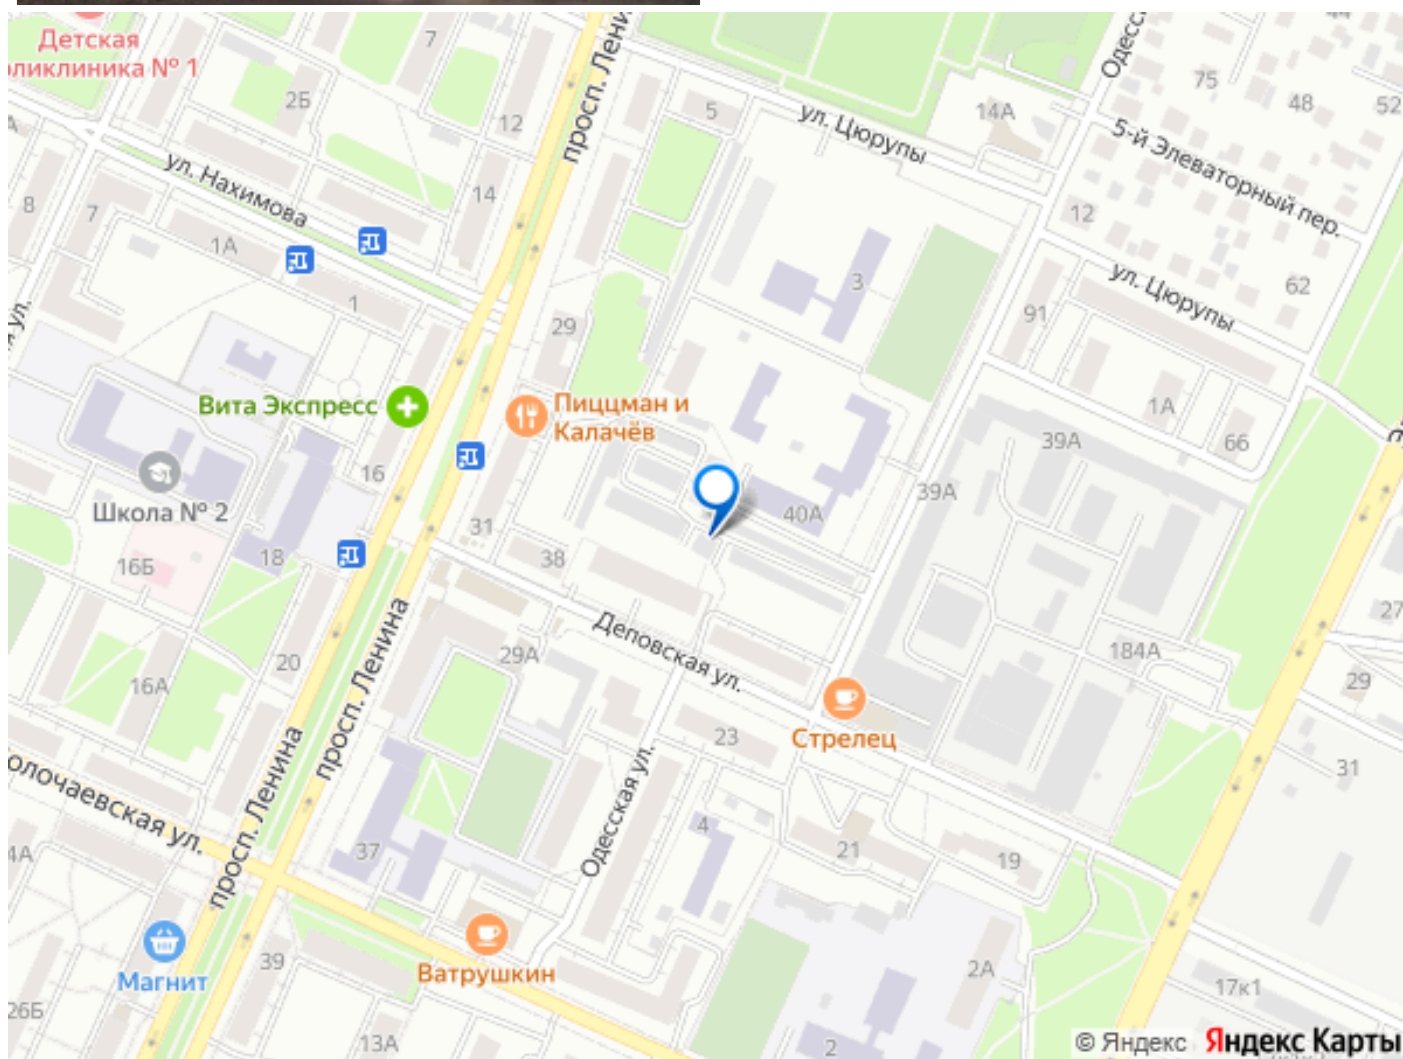 Детская
оликлиника № 1
7
2Б
12
просп. Ленин
5
ул. Цюрупы
14А
Одесс
75
48
44
52
5-й Элеваторный пер.
ул. Нахимова
8
7
14
1А
12
1
29
3
ул. Цюрупы
62
91
Вита Экспресс
Пиццман и
Калачёв
1А
66
39А
16
Школа № 2
31
40А
39А
16Б
18
38
27
Деповская ул.
29А
184А
20
16А
29
просп. Ленина
Стрелец
23
31
просп. Ленина
олочаевская ул.
Одесская ул.
4А
37
4
21
19
Магнит
39
Ватрушкин
2А
17к1
26Б
13А
2
© Яндекс Яндекс Карты